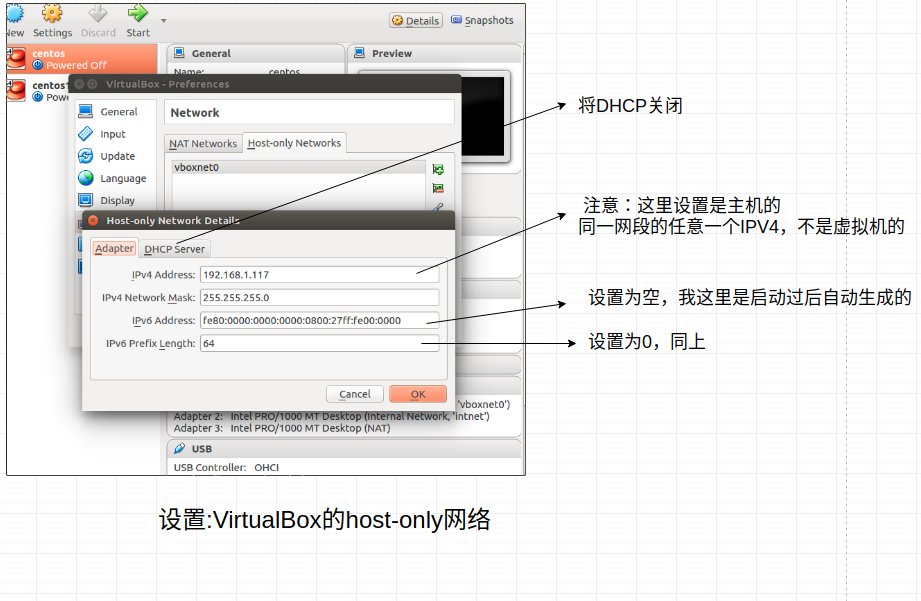 New Settings Discard Start
Details Snapshots
centos
Powered Off
General
Preview
Name: centos
centos1
VirtualBox - Preferences
General
Network
Input
NAT Networks Host-only Networks
Update
vboxnet0
Language
Display
将DHCP关闭
Host-only Network Details
Adapter DHCP Server
IPv4 Address: 192.168.1.117
IPv4 Network Mask: 255.255.255.0
IPv6 Address: fe80:0000:0000:0000:0800:27ff:fe00:0000
IPv6 Prefix Length: 64
Cancel OK
注意：这里设置是主机的
同一网段的任意一个IPV4，不是虚拟机的
设置为空，我这里是启动过后自动生成的
设置为0，同上
'vboxnet0')
Adapter 2: Intel PRO/1000 MT Desktop (Internal Network, 'intnet')
Adapter 3: Intel PRO/1000 MT Desktop (NAT)
USB
USB Controller: OHCI
设置:VirtualBox的host-only网络